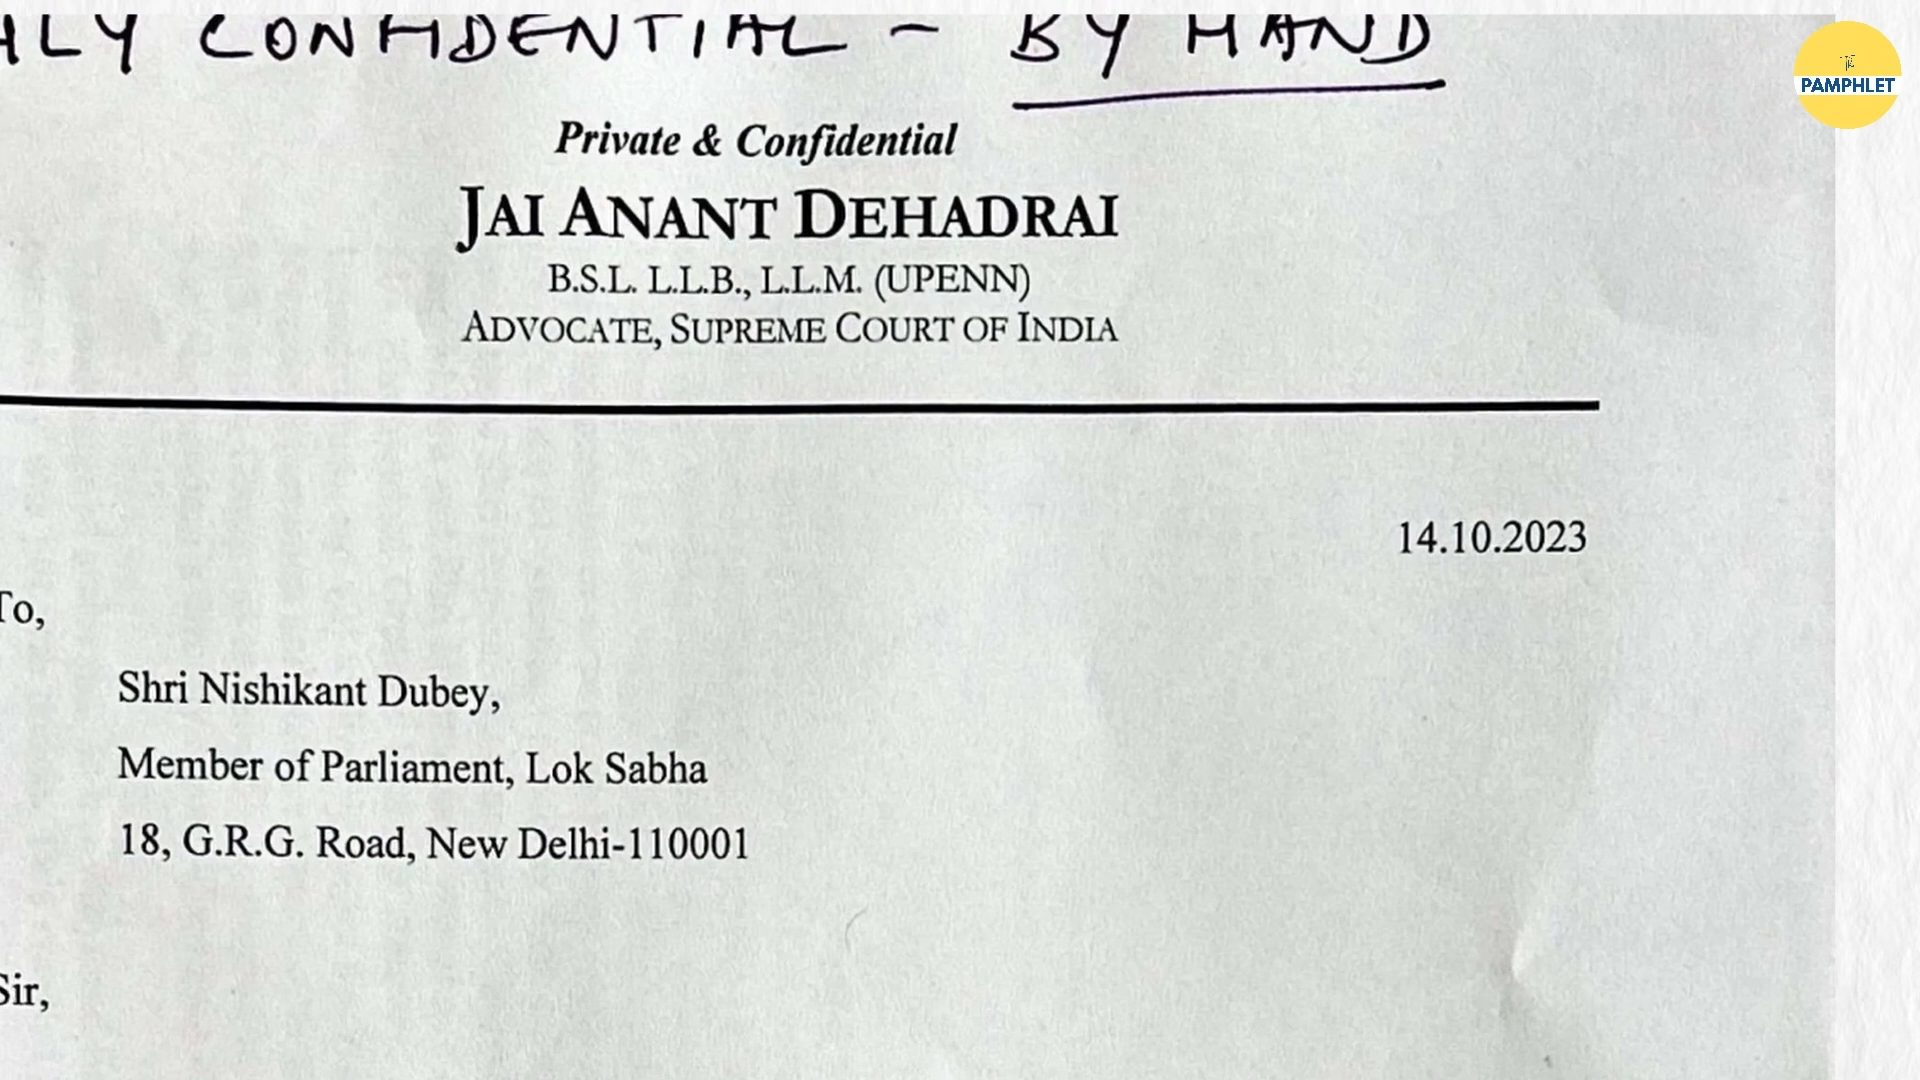 CONFIDENTIAL - BY HAND
PAMPHLET
Private & Confidential
JAI ANANT DEHADRAI
B.S.L. L.L.B., L.L.M. (UPENN)
ADVOCATE, SUPREME COURT OF INDIA
14.10.2023
To,
Shri Nishikant Dubey,
Member of Parliament, Lok Sabha
18, G.R.G. Road, New Delhi-110001
Sir,